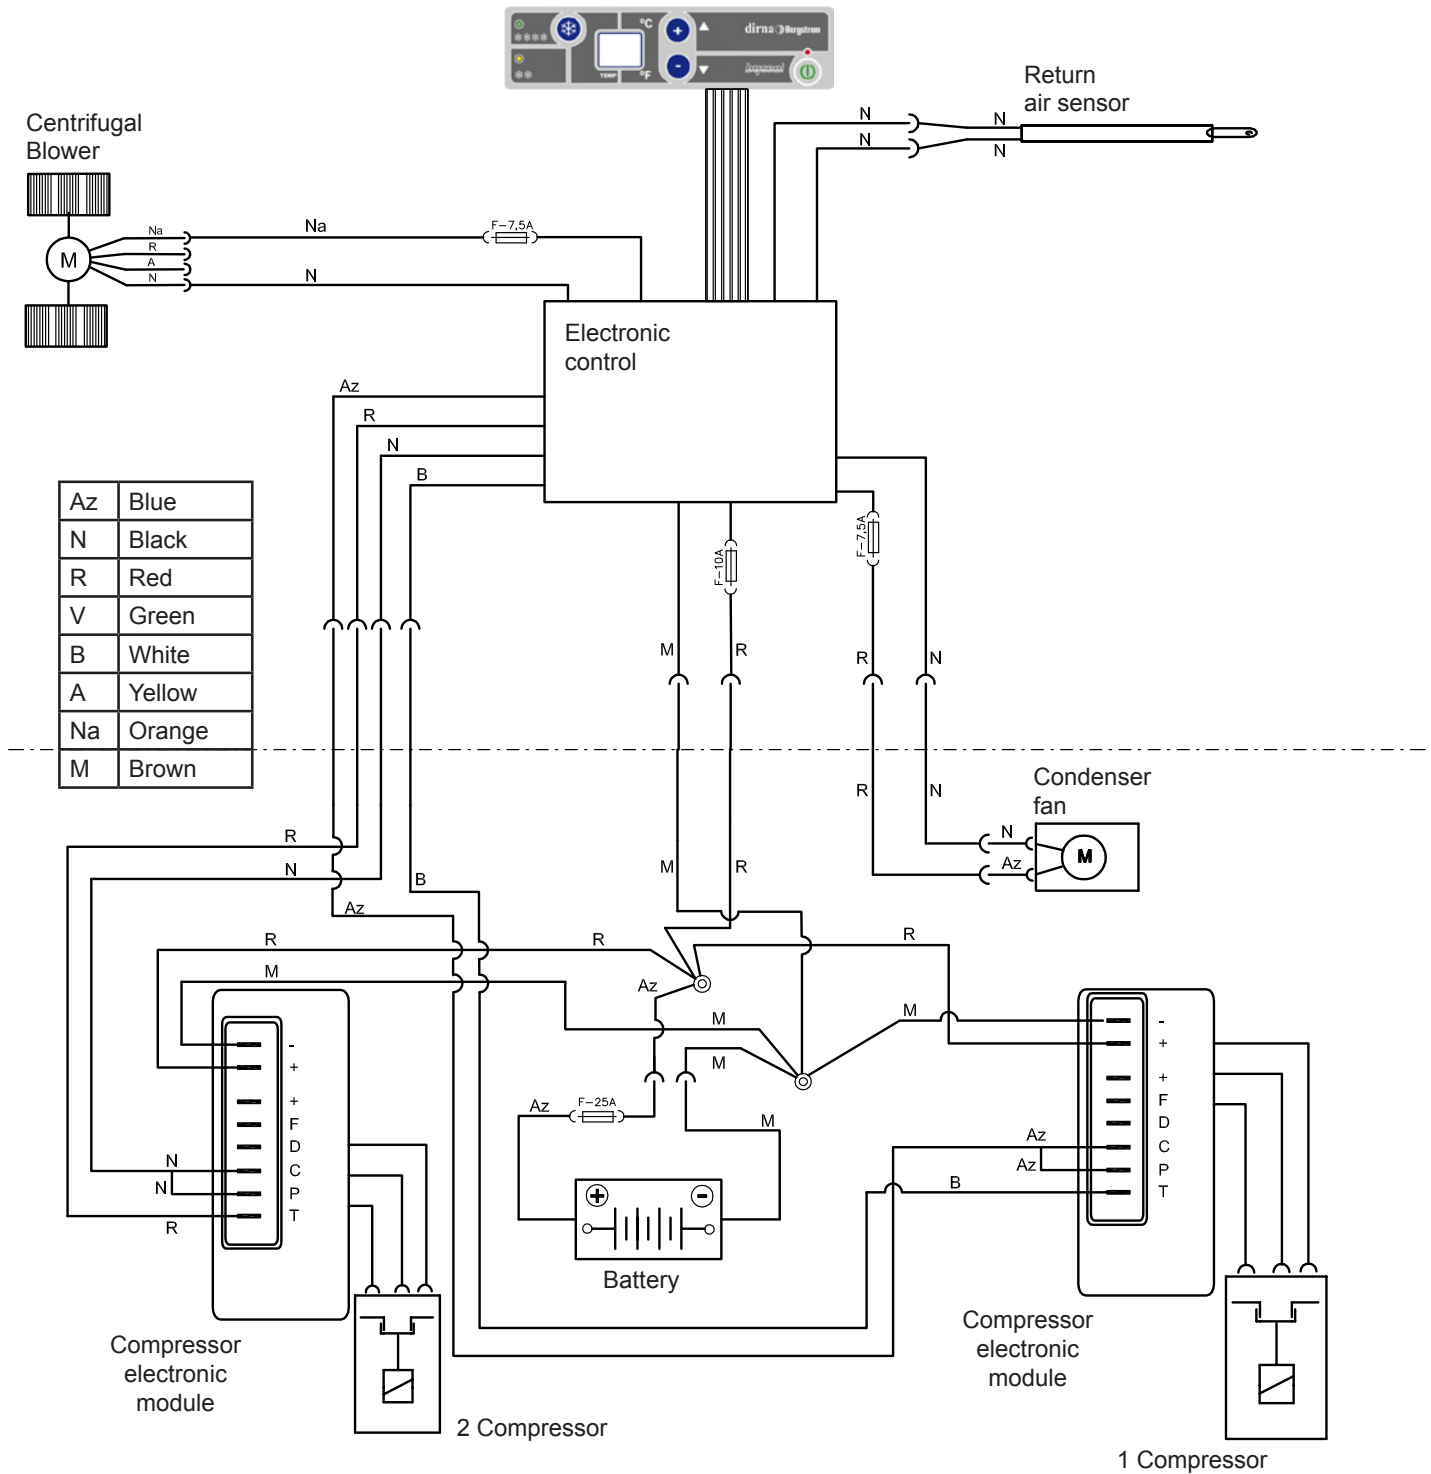 °C
+
dirna Bergstrom
-
TEMP
°F
Return
air sensor
N
N
N
N
Centrifugal
Blower
M
Na
R
A
N
Na
N
F-7,5A
Electronic
control
Az
R
N
B
Az Blue
N Black
R Red
V Green
B White
A Yellow
Na Orange
M Brown
F-10A
F-7,5A
M
R
R
N
R
N
Condenser
fan
N
Az
M
R
N
B
Az
M
R
R
R
R
M
Az
M
M
M
-
+
+
F
D
C
P
T
N
N
R
-
+
+
F
D
C
P
T
Az
Az
B
Az
F-25A
M
+
-
Battery
Compressor
electronic
module
2 Compressor
Compressor
electronic
module
1 Compressor